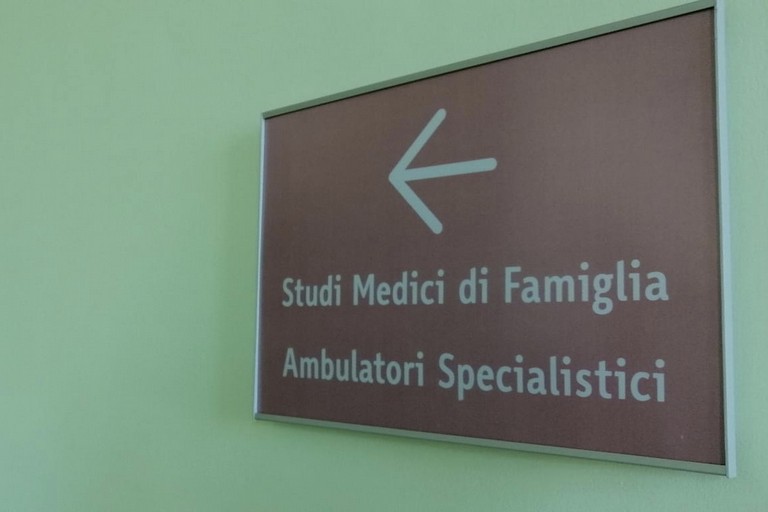 Studi Medici di Famiglia
Ambulatori Specialistici